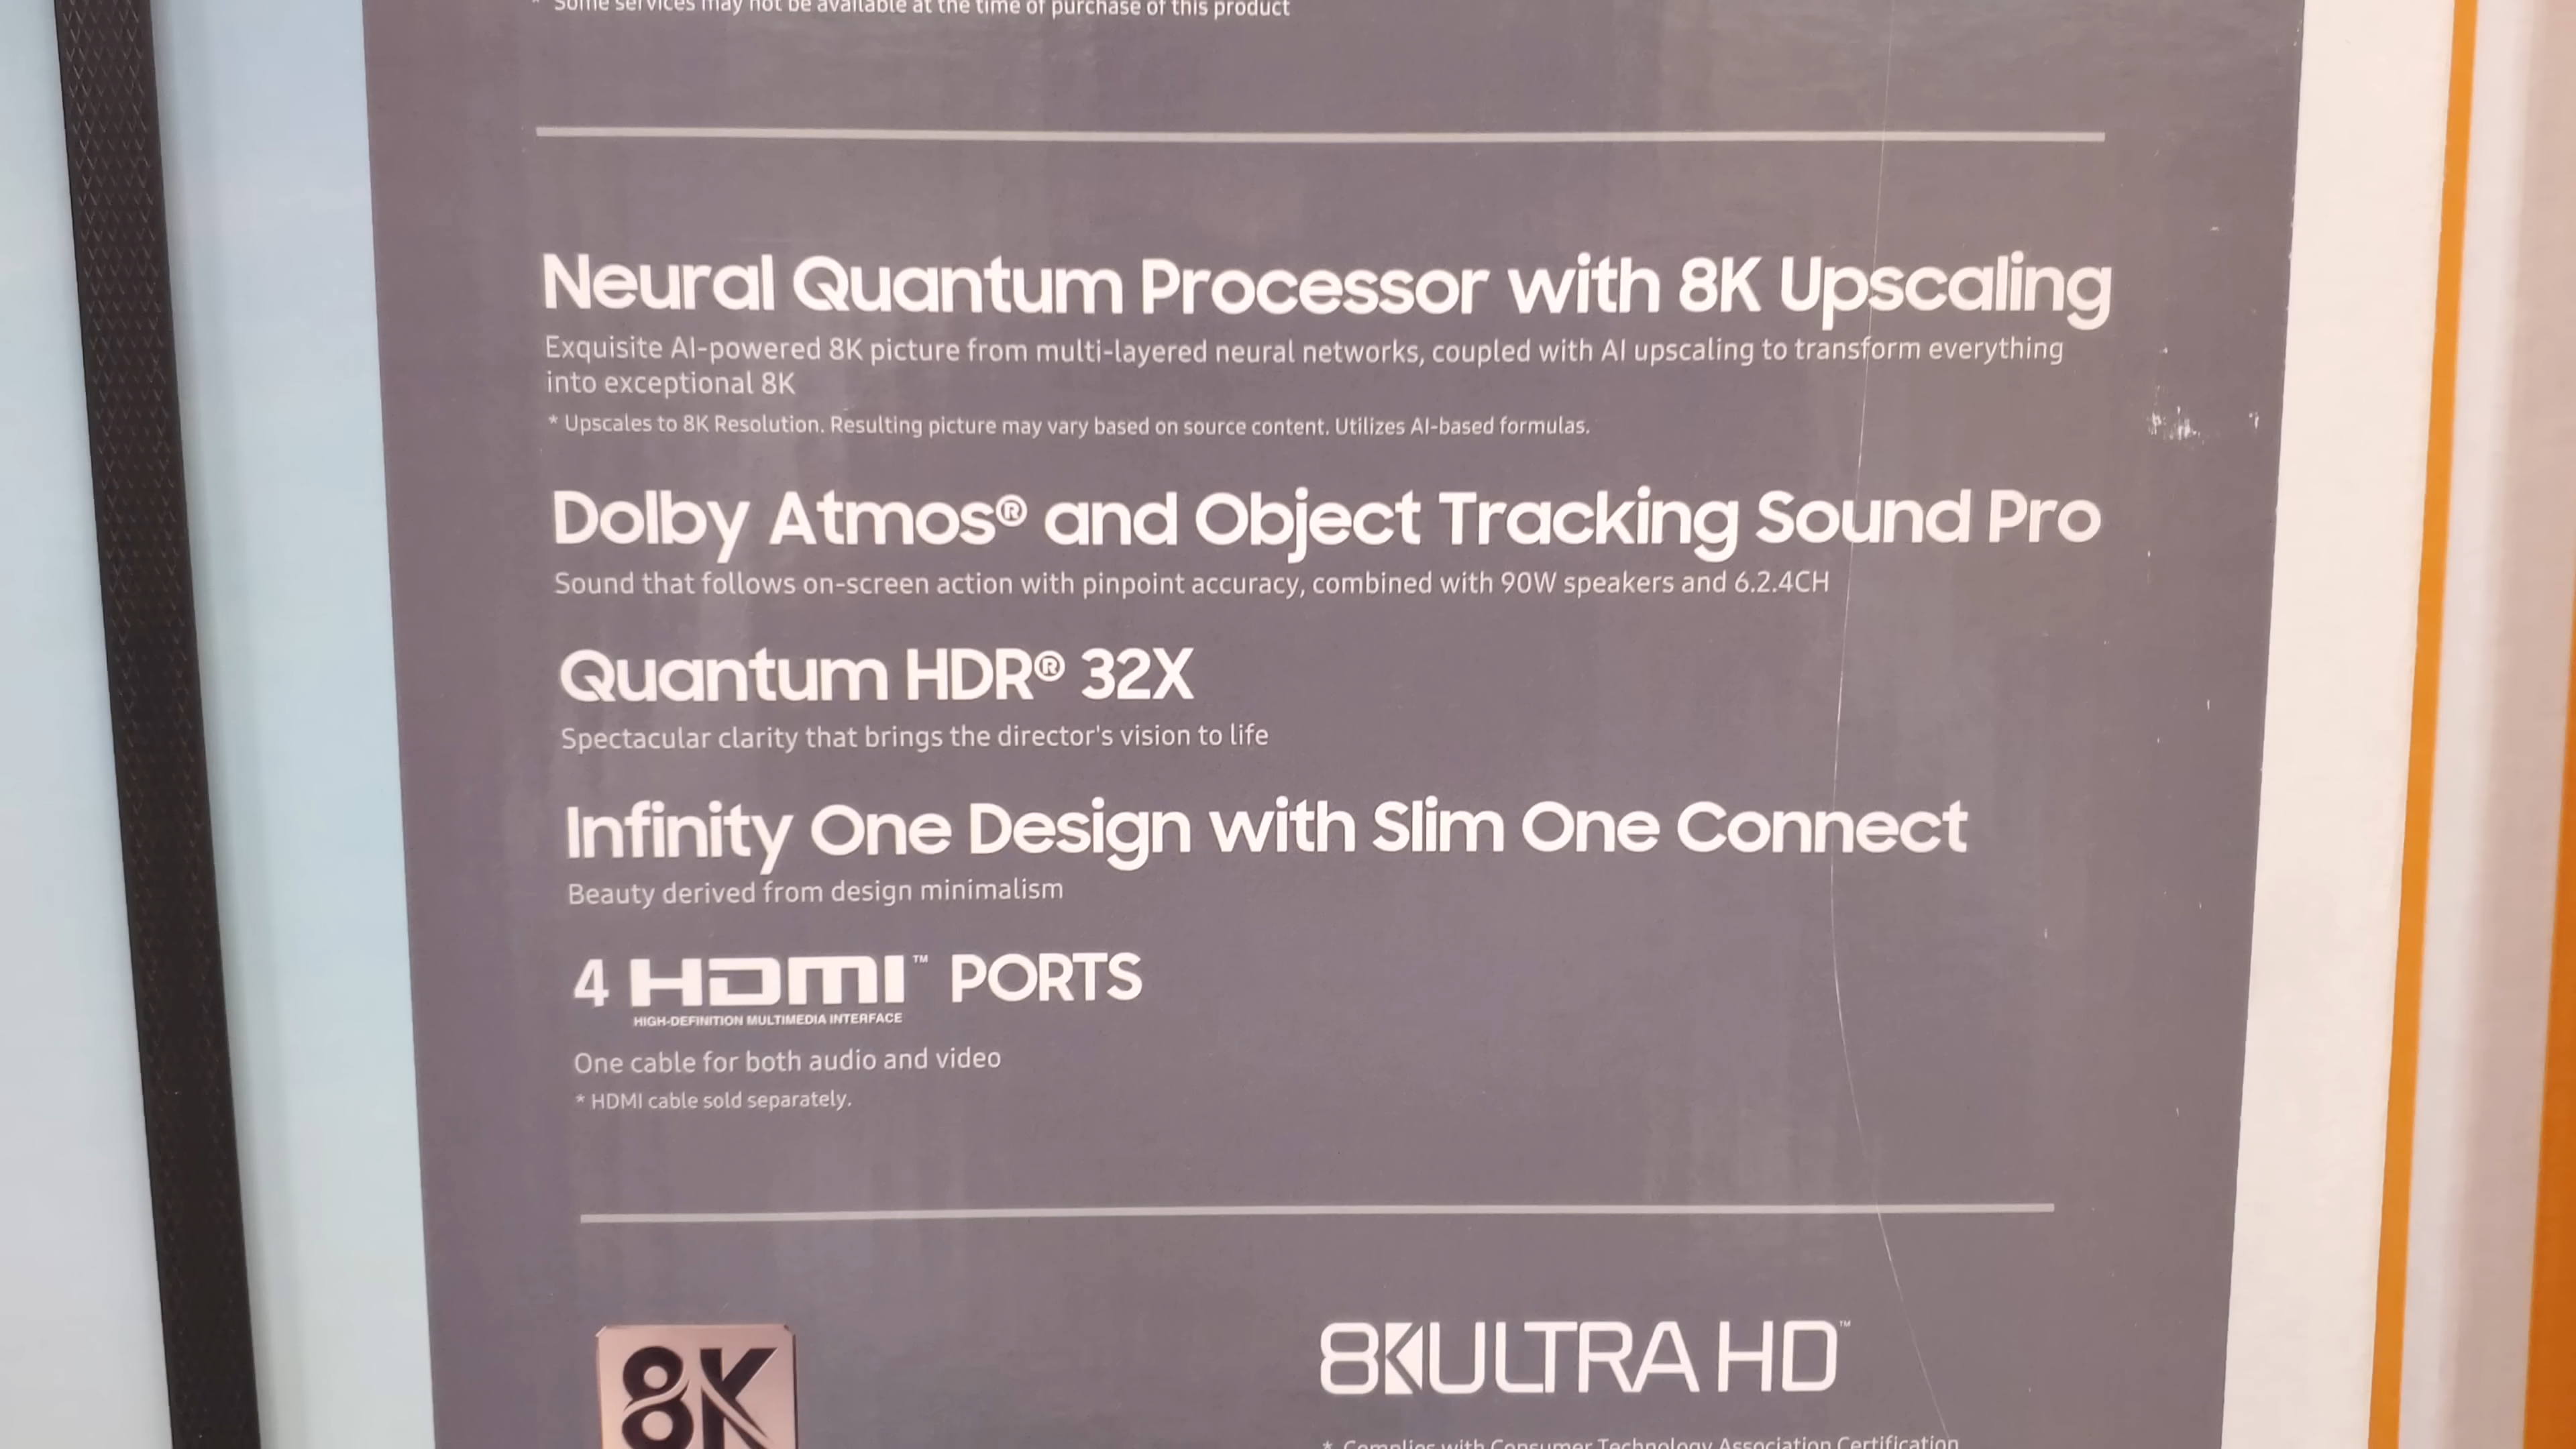 * Some services may not be available at the time of purchase of this product
Neural Quantum Processor with 8K Upscaling
Exquisite AI-powered 8K picture from multi-layered neural networks, coupled with AI upscaling to transform everything
into exceptional 8K
* Upscales to 8K Resolution. Resulting picture may vary based on source content. Utilizes AI-based formulas.
Dolby Atmos® and Object Tracking Sound Pro
Sound that follows on-screen action with pinpoint accuracy, combined with 90W speakers and 6.2.4CH
Quantum HDR® 32X
Spectacular clarity that brings the director's vision to life
Infinity One Design with Slim One Connect
Beauty derived from design minimalism
4 HDMI™ PORTS
HIGH-DEFINITION MULTIMEDIA INTERFACE
One cable for both audio and video
* HDMI cable sold separately.
8K
8K ULTRA HD™
* Complies with Consumer Technology Association Certification